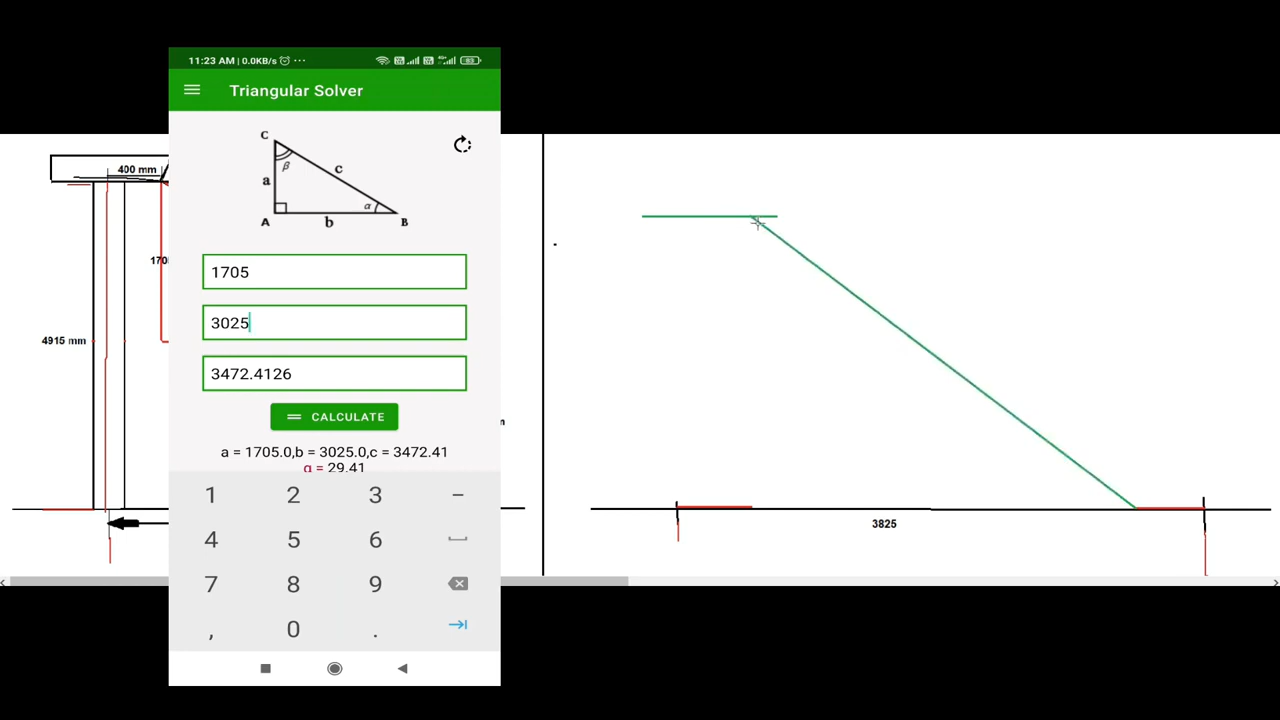 11:23 AM | 0.0KB/s
83
Triangular Solver
C
β
c
a
α
A
b
B
400 mm
1705
3025
4915 mm
3472.4126
CALCULATE
a = 1705.0,b = 3025.0,c = 3472.41
α = 29.41
3825
1 2 3 −
4 5 6
7 8 9
, 0 .